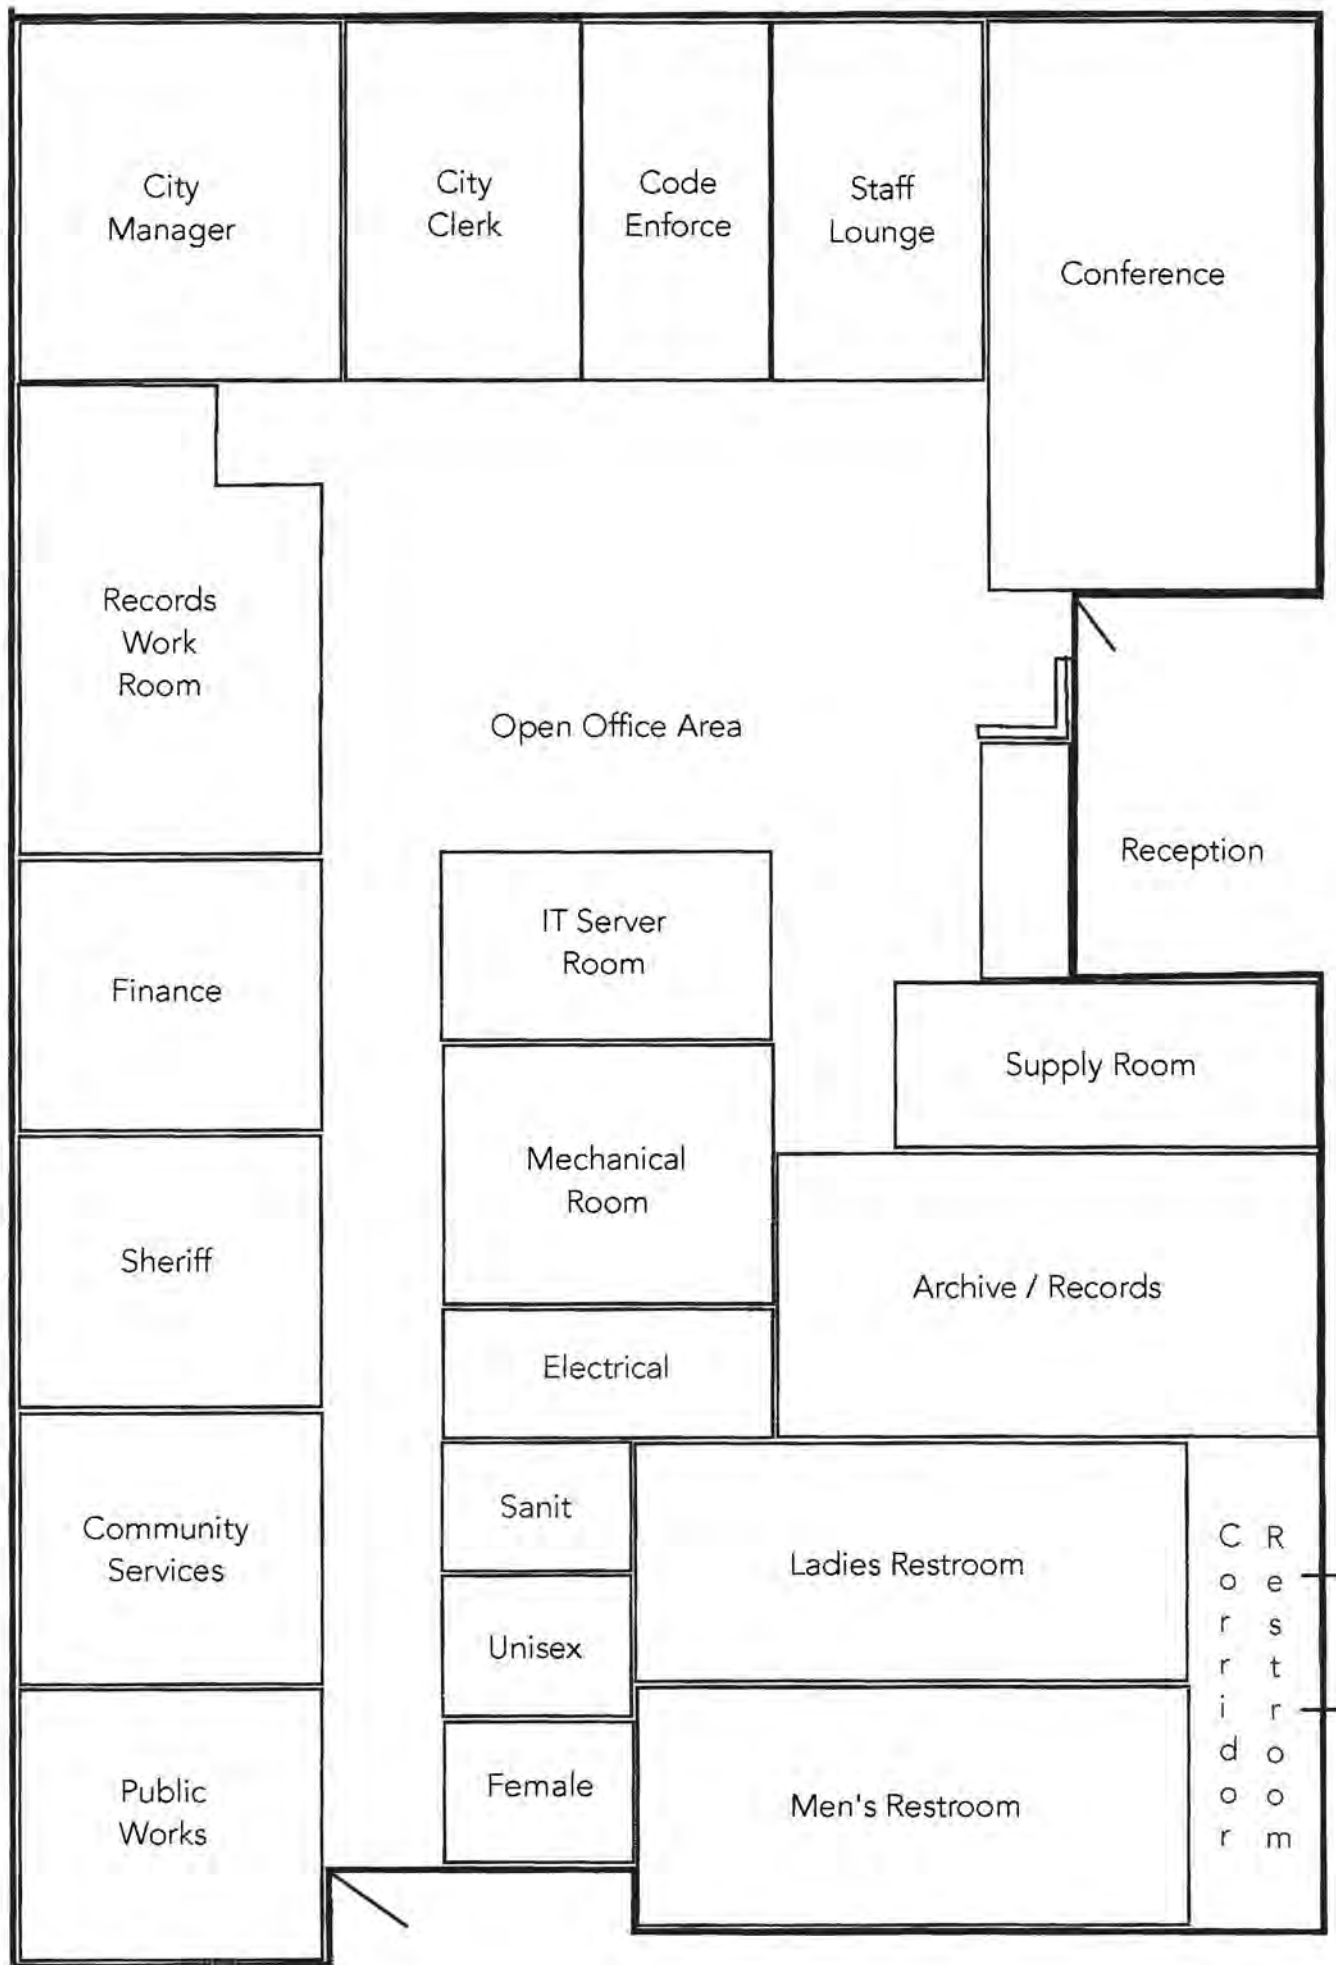 City
Manager
City
Clerk
Code
Enforce
Staff
Lounge
Conference
Records
Work
Room
Open Office Area
Reception
IT Server
Room
Finance
Supply Room
Mechanical
Room
Sheriff
Archive / Records
Electrical
Sanit
Community
Services
Ladies Restroom
Corridor
Restroom
Unisex
Female
Public
Works
Men's Restroom